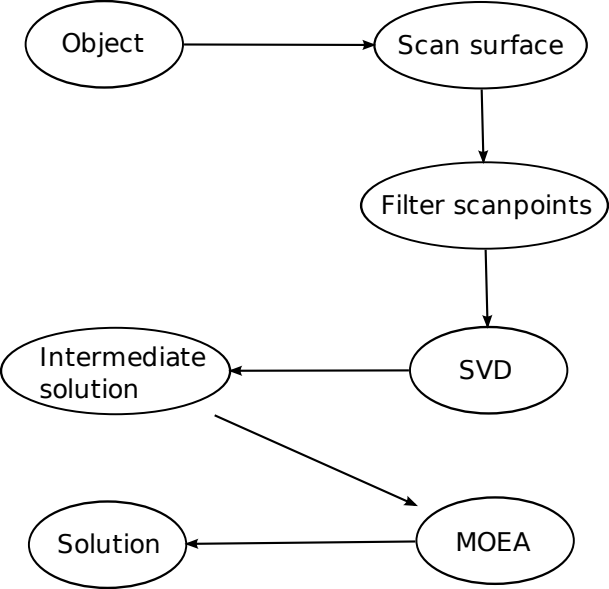 Object
Scan surface
Filter scanpoints
SVD
Intermediate
solution
MOEA
Solution